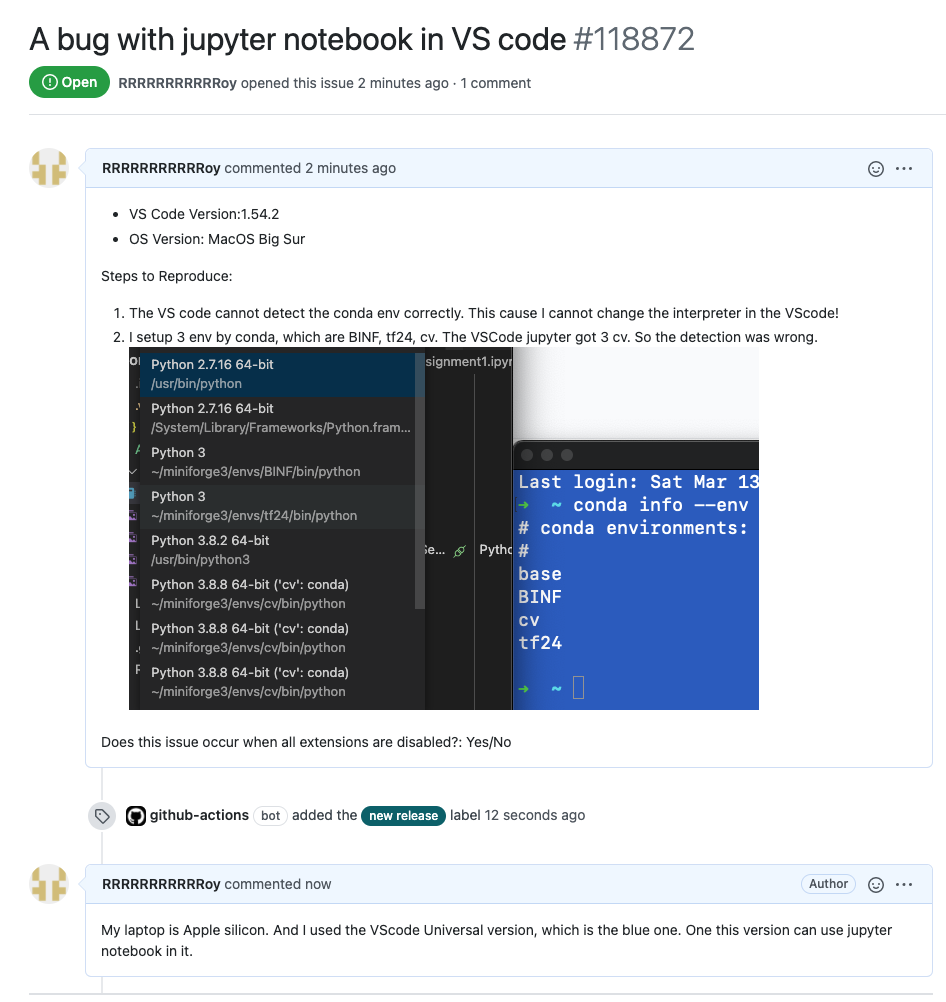 A bug with jupyter notebook in VS code #118872
Open RRRRRRRRRRRoy opened this issue 2 minutes ago · 1 comment
RRRRRRRRRRRoy commented 2 minutes ago
VS Code Version:1.54.2
OS Version: MacOS Big Sur
Steps to Reproduce:
1. The VS code cannot detect the conda env correctly. This cause I cannot change the interpreter in the VScode!
2. I setup 3 env by conda, which are BINF, tf24, cv. The VSCode jupyter got 3 cv. So the detection was wrong.
Python 2.7.16 64-bit
/usr/bin/python
Python 2.7.16 64-bit
/System/Library/Frameworks/Python.fram...
Python 3
~/miniforge3/envs/BINF/bin/python
Python 3
~/miniforge3/envs/tf24/bin/python
Python 3.8.2 64-bit
/usr/bin/python3
Python 3.8.8 64-bit ('cv': conda)
~/miniforge3/envs/cv/bin/python
Python 3.8.8 64-bit ('cv': conda)
~/miniforge3/envs/cv/bin/python
Python 3.8.8 64-bit ('cv': conda)
~/miniforge3/envs/cv/bin/python
signment1.ipyn
Se... Pytho
Last login: Sat Mar 13
➜ ~ conda info --env
# conda environments:
#
base
BINF
cv
tf24
➜ ~
Does this issue occur when all extensions are disabled?: Yes/No
github-actions bot added the new release label 12 seconds ago
RRRRRRRRRRRoy commented now Author
My laptop is Apple silicon. And I used the VScode Universal version, which is the blue one. One this version can use jupyter
notebook in it.